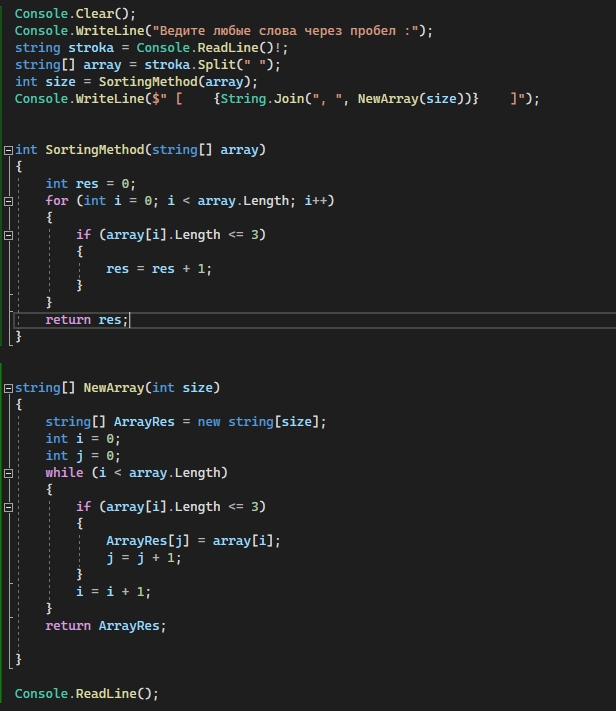 Console.Clear();
Console.WriteLine("Ведите любые слова через пробел :");
string stroka = Console.ReadLine()!;
string[] array = stroka.Split(" ");
int size = SortingMethod(array);
Console.WriteLine($" [    {String.Join(", ", NewArray(size))}    ]");
int SortingMethod(string[] array)
{
    int res = 0;
    for (int i = 0; i < array.Length; i++)
    {
        if (array[i].Length <= 3)
        {
            res = res + 1;
        }
    }
    return res;
}
string[] NewArray(int size)
{
    string[] ArrayRes = new string[size];
    int i = 0;
    int j = 0;
    while (i < array.Length)
    {
        if (array[i].Length <= 3)
        {
            ArrayRes[j] = array[i];
            j = j + 1;
        }
        i = i + 1;
    }
    return ArrayRes;
}
Console.ReadLine();